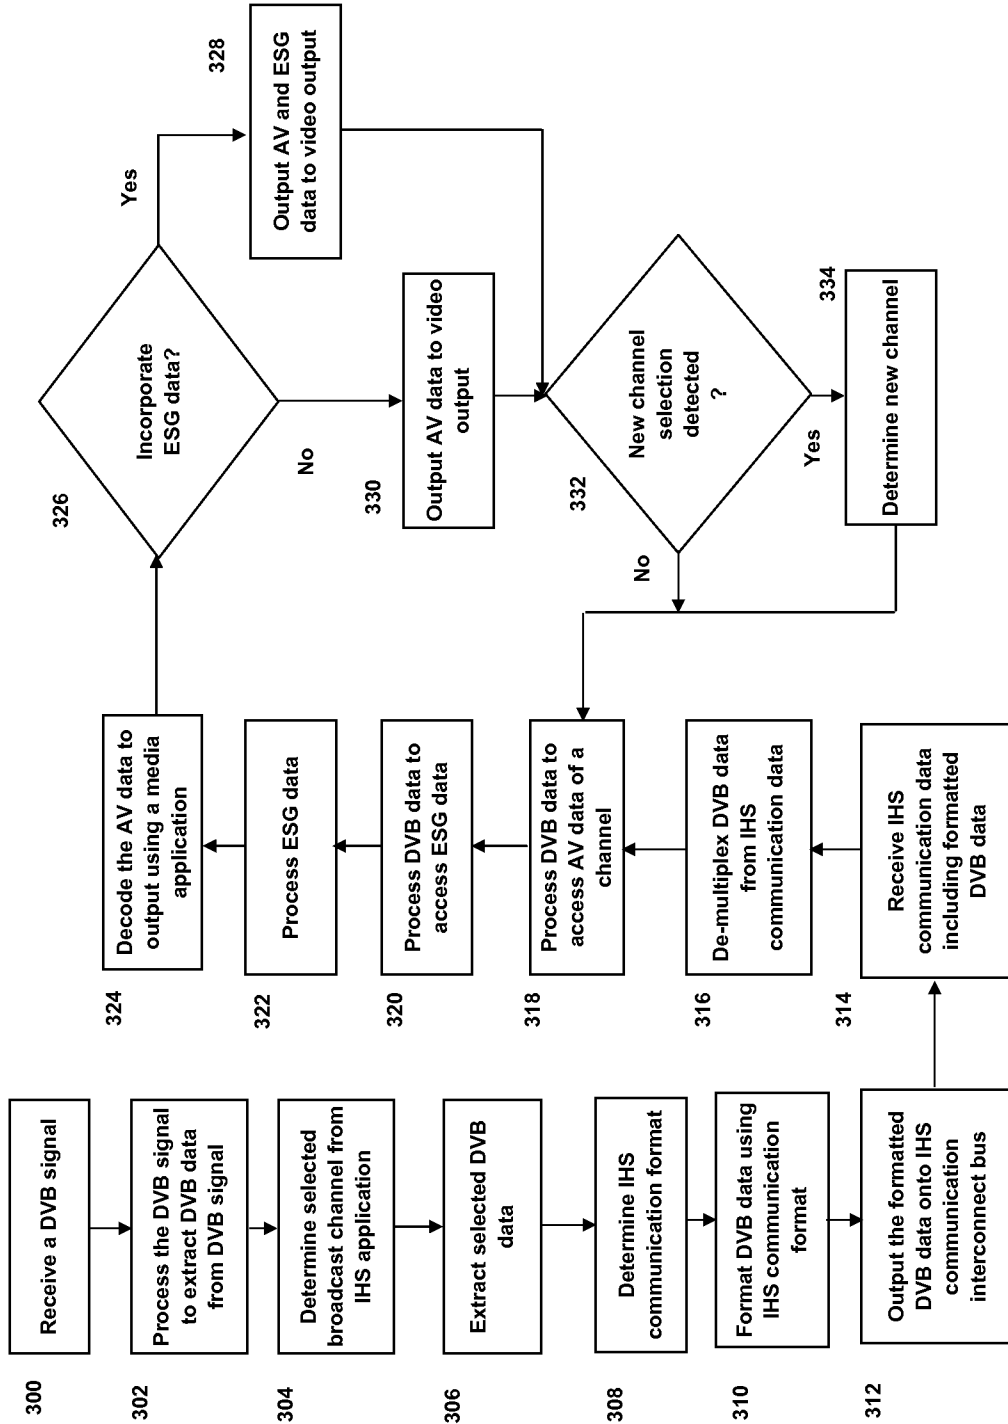 300
Receive a DVB signal
302
Process the DVB signal
to extract DVB data
from DVB signal
304
Determine selected
broadcast channel from
IHS application
306
Extract selected DVB
data
308
Determine IHS
communication format
310
Format DVB data using
IHS communication
format
312
Output the formatted
DVB data onto IHS
communication
interconnect bus
314
Receive IHS
communication data
including formatted
DVB data
316
De-multiplex DVB data
from IHS
communication data
318
Process DVB data to
access AV data of a
channel
320
Process DVB data to
access ESG data
322
Process ESG data
324
Decode the AV data to
output using a media
application
326
Incorporate
ESG data?
Yes
No
328
Output AV and ESG
data to video output
330
Output AV data to video
output
332
New channel
selection
detected
?
No
Yes
334
Determine new channel